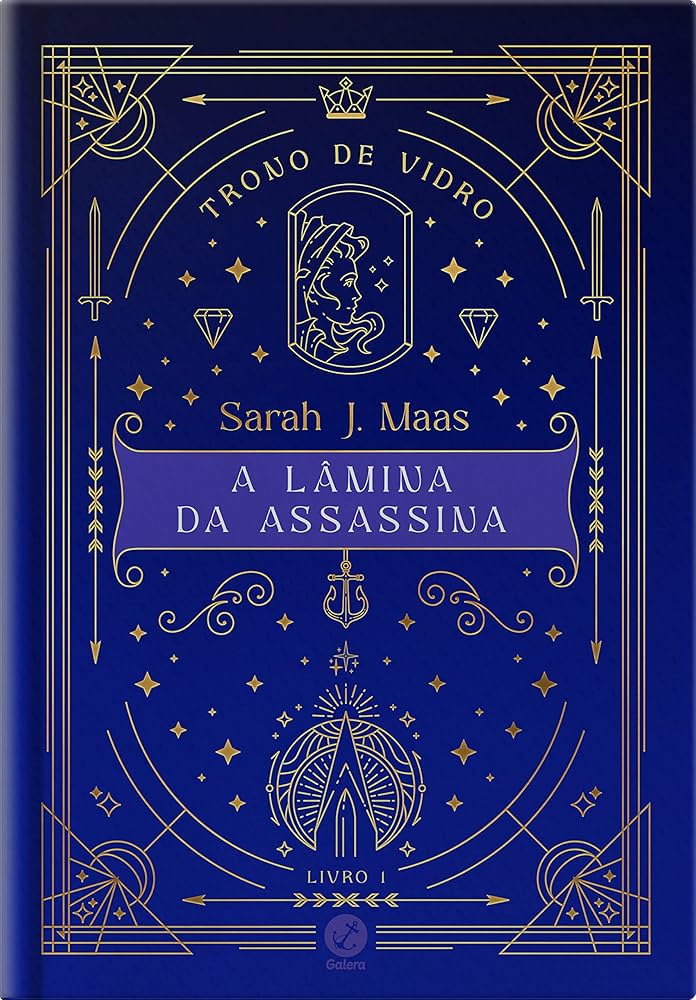 TRONO DE VIDRO
Sarah J. Maas
A LÂMINA
DA ASSASSINA
LIVRO 1
Galera